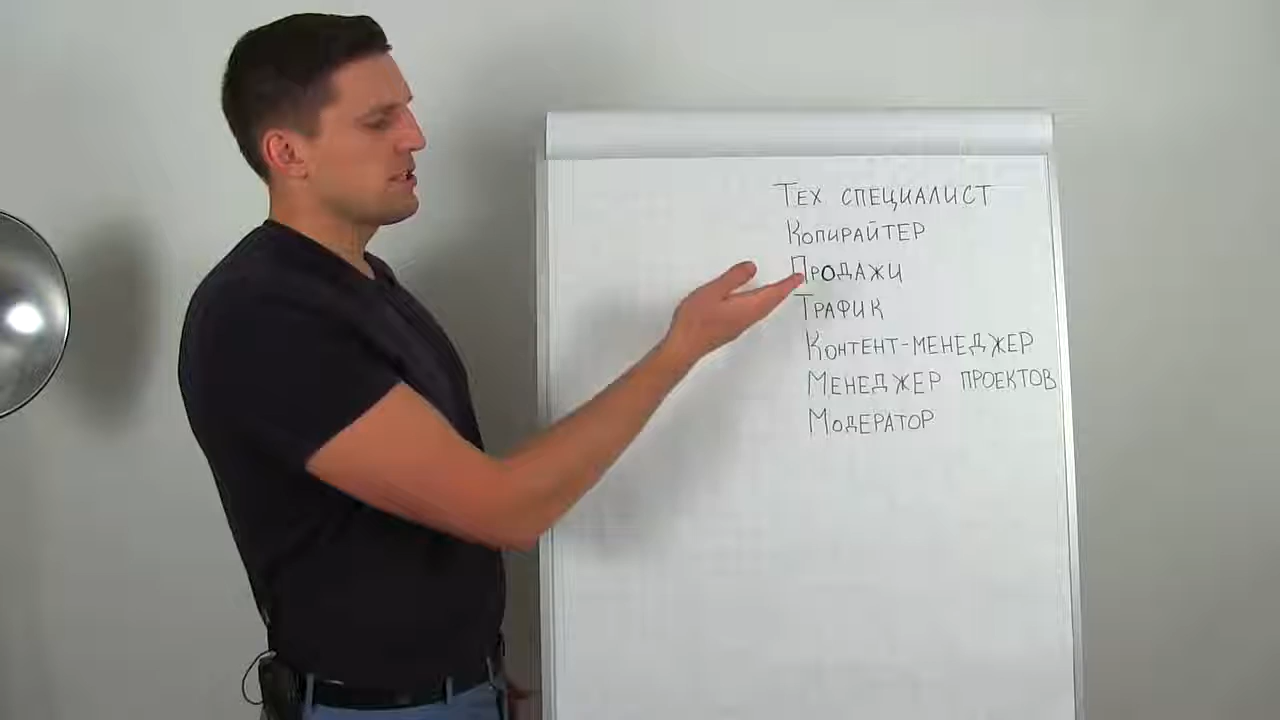 Тех специалист
Копирайтер
Продажи
Трафик
Контент-менеджер
Менеджер проектов
Модератор